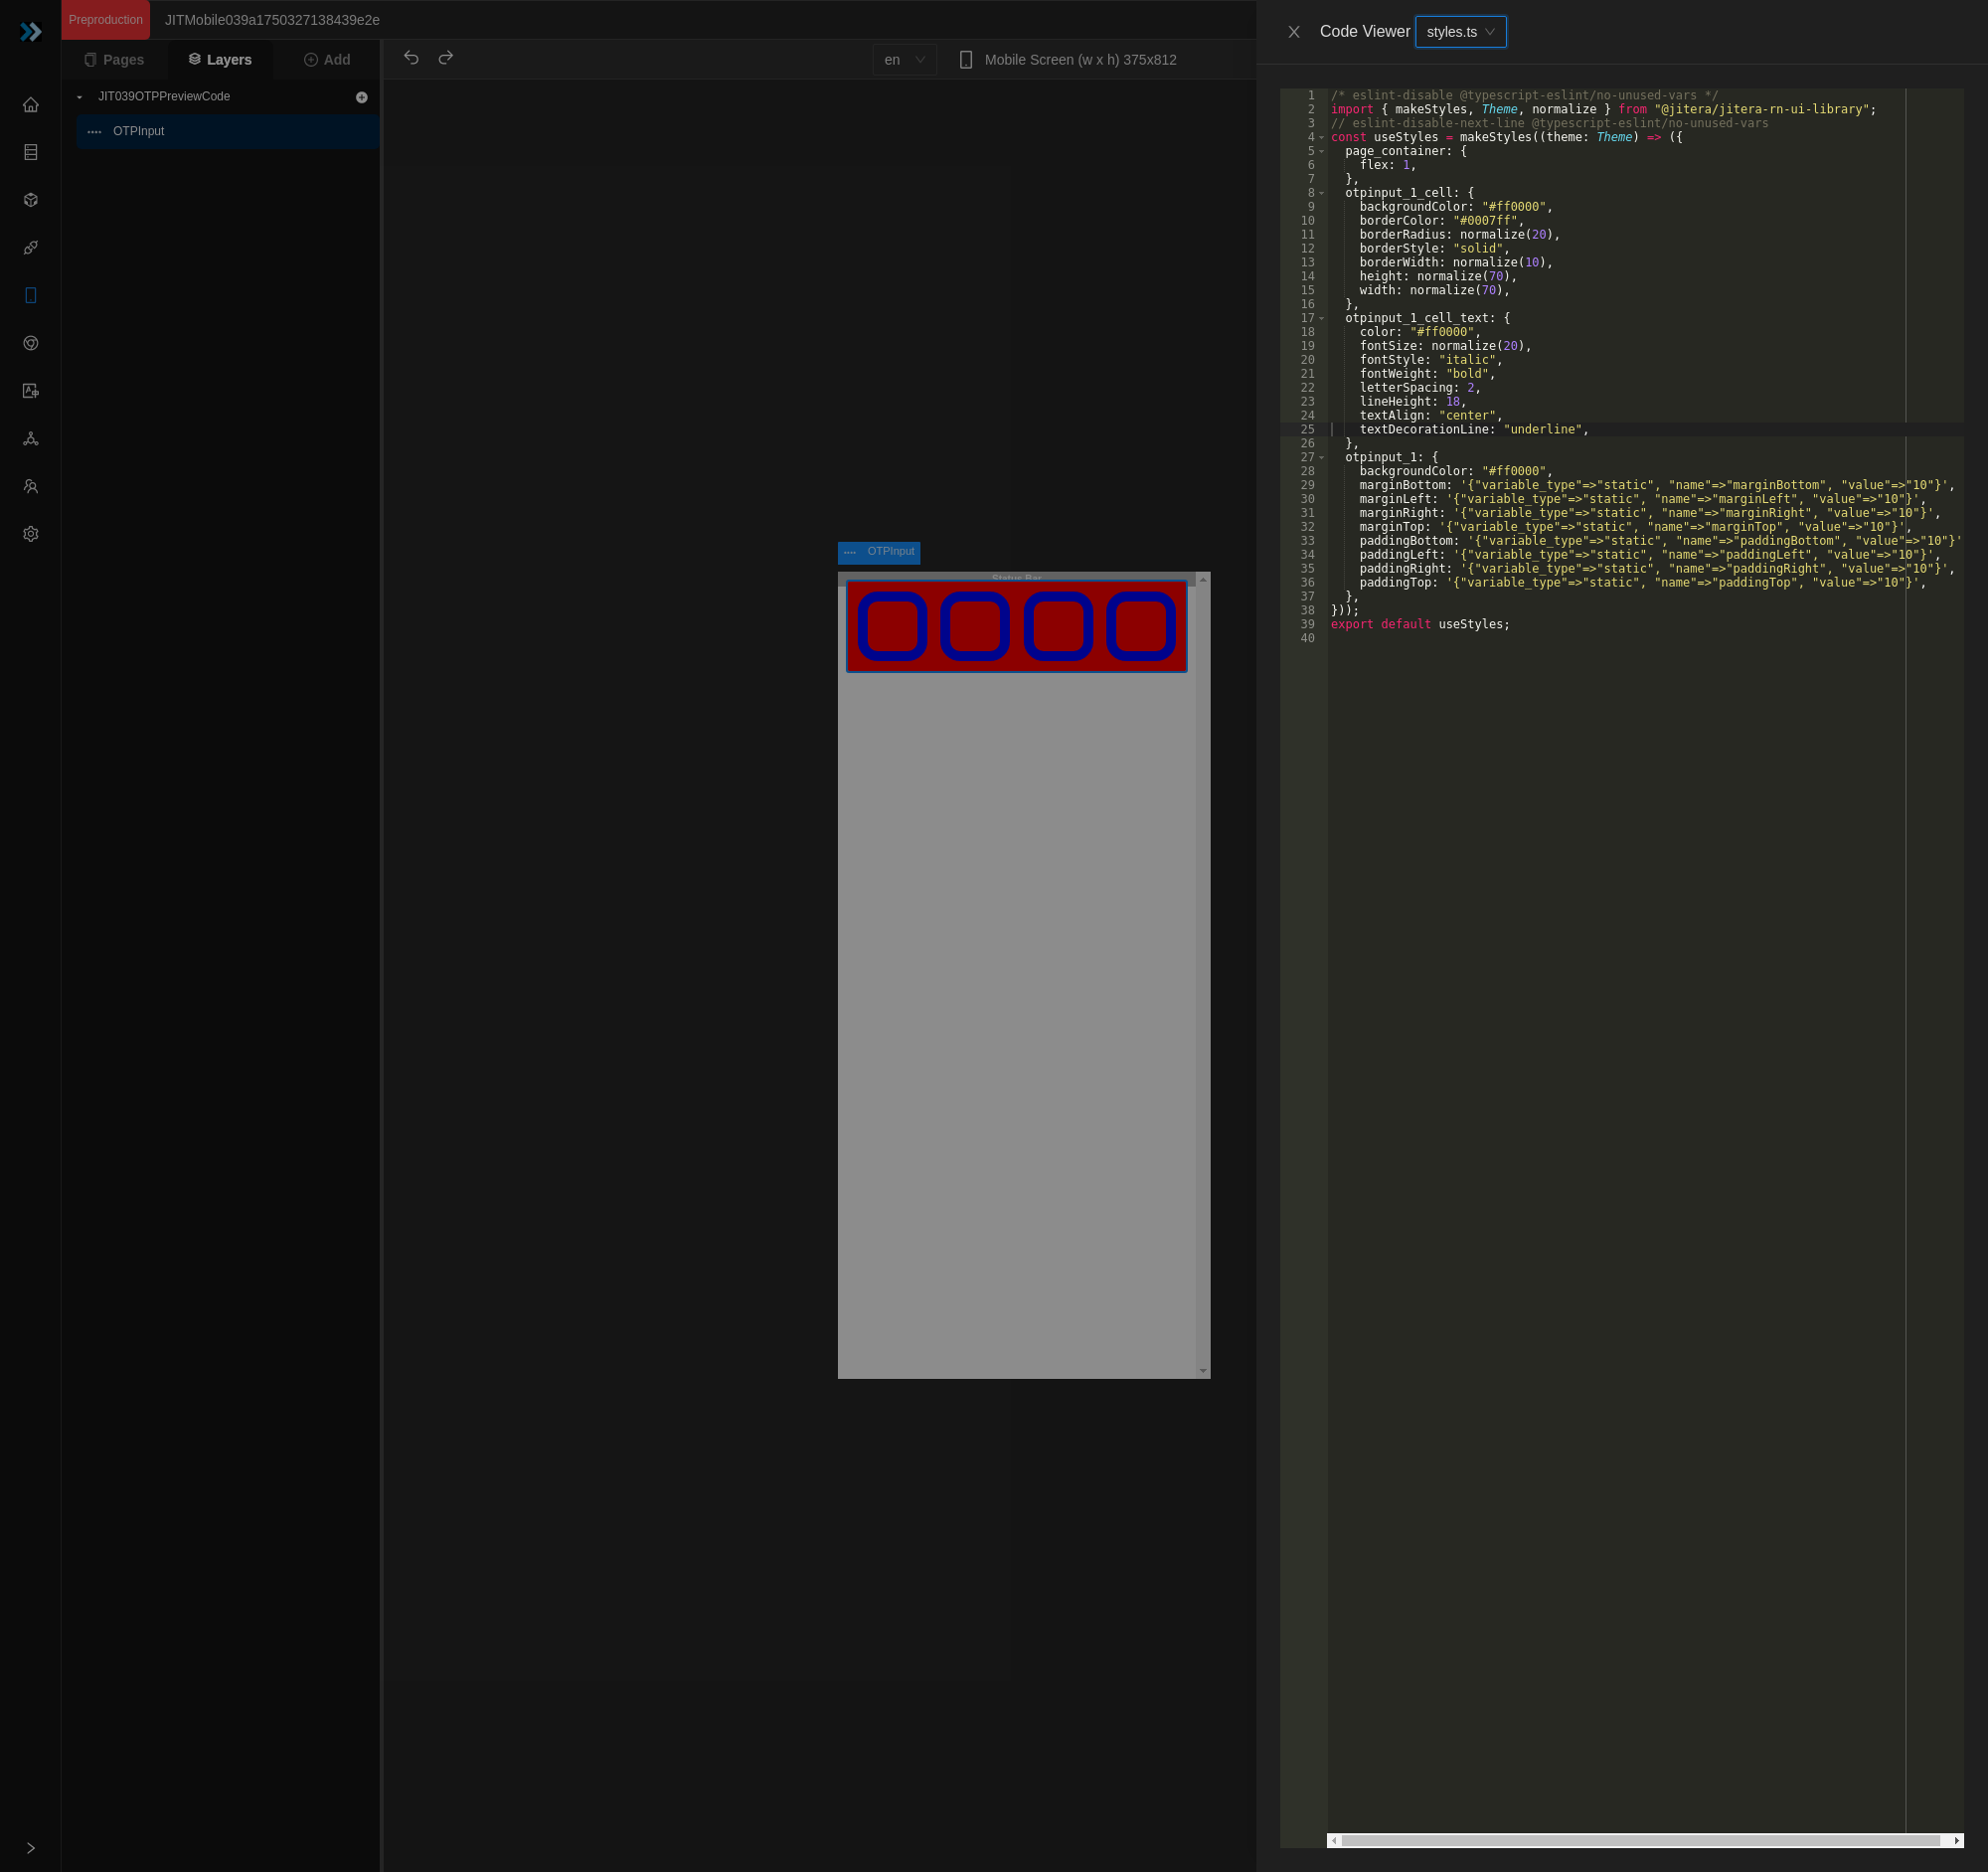 Preproduction
JITMobile039a1750327138439e2e
Pages
Layers
Add
JIT039OTPPreviewCode
OTPInput
en
Mobile Screen (w x h) 375x812
OTPInput
Status Bar
Code Viewer
styles.ts
1 /* eslint-disable @typescript-eslint/no-unused-vars */
2 import { makeStyles, Theme, normalize } from "@jitera/jitera-rn-ui-library";
3 // eslint-disable-next-line @typescript-eslint/no-unused-vars
4 const useStyles = makeStyles((theme: Theme) => ({
5 page_container: {
6 flex: 1,
7 },
8 otpinput_1_cell: {
9 backgroundColor: "#ff0000",
10 borderColor: "#0007ff",
11 borderRadius: normalize(20),
12 borderStyle: "solid",
13 borderWidth: normalize(10),
14 height: normalize(70),
15 width: normalize(70),
16 },
17 otpinput_1_cell_text: {
18 color: "#ff0000",
19 fontSize: normalize(20),
20 fontStyle: "italic",
21 fontWeight: "bold",
22 letterSpacing: 2,
23 lineHeight: 18,
24 textAlign: "center",
25 textDecorationLine: "underline",
26 },
27 otpinput_1: {
28 backgroundColor: "#ff0000",
29 marginBottom: '{"variable_type"=>"static", "name"=>"marginBottom", "value"=>"10"}',
30 marginLeft: '{"variable_type"=>"static", "name"=>"marginLeft", "value"=>"10"}',
31 marginRight: '{"variable_type"=>"static", "name"=>"marginRight", "value"=>"10"}',
32 marginTop: '{"variable_type"=>"static", "name"=>"marginTop", "value"=>"10"}',
33 paddingBottom: '{"variable_type"=>"static", "name"=>"paddingBottom", "value"=>"10"}'
34 paddingLeft: '{"variable_type"=>"static", "name"=>"paddingLeft", "value"=>"10"}',
35 paddingRight: '{"variable_type"=>"static", "name"=>"paddingRight", "value"=>"10"}',
36 paddingTop: '{"variable_type"=>"static", "name"=>"paddingTop", "value"=>"10"}',
37 },
38 }));
39 export default useStyles;
40